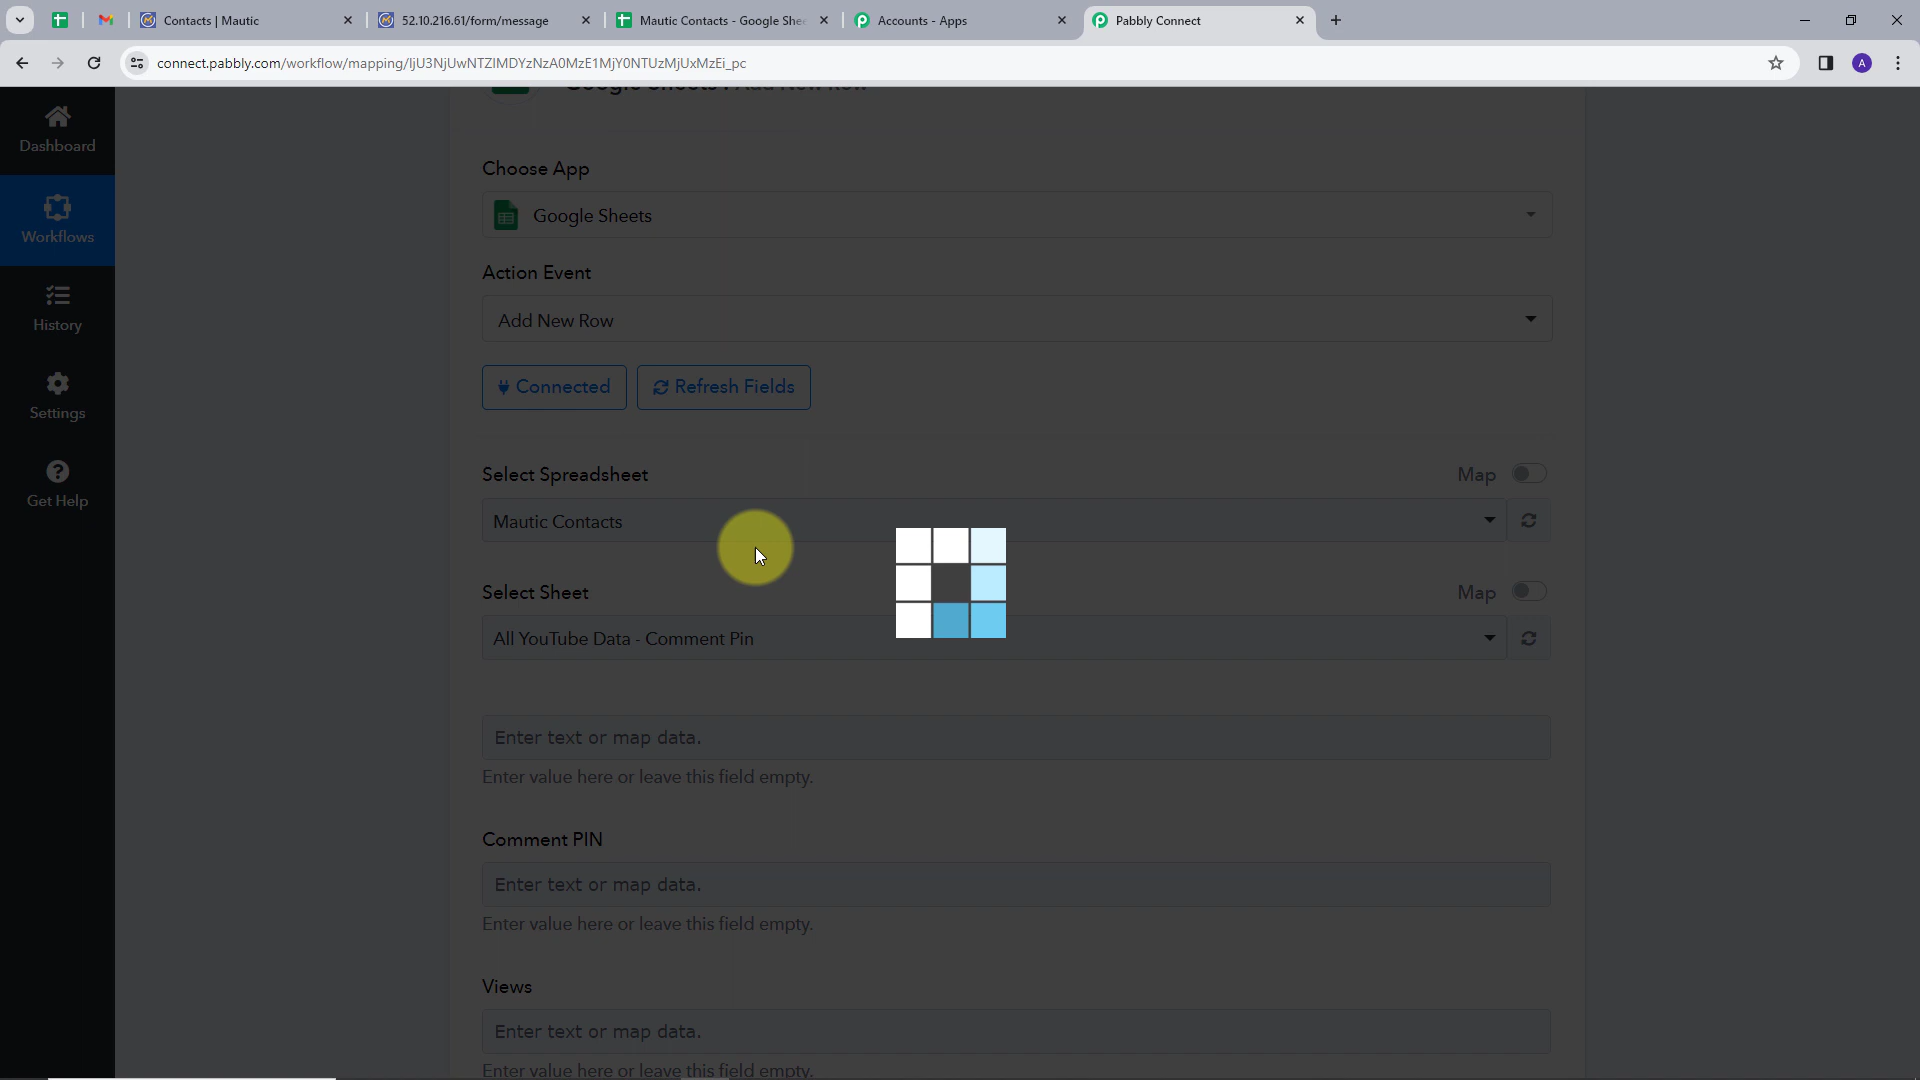 Contacts | Mautic
52.10.216.61/form/message
Mautic Contacts - Google She
Accounts - Apps
Pabbly Connect
connect.pabbly.com/workflow/mapping/IjU3NjUwNTZlMDYzNzA0MzE1MjY0NTUzMjUxMzEi_pc
A
Google Sheets : Add New Row
Dashboard
Workflows
History
Settings
Get Help
Choose App
Google Sheets
Action Event
Add New Row
Connected
Refresh Fields
Select Spreadsheet
Map
Mautic Contacts
Select Sheet
Map
All YouTube Data - Comment Pin
Enter text or map data.
Enter value here or leave this field empty.
Comment PIN
Enter text or map data.
Enter value here or leave this field empty.
Views
Enter text or map data.
Enter value here or leave this field empty.